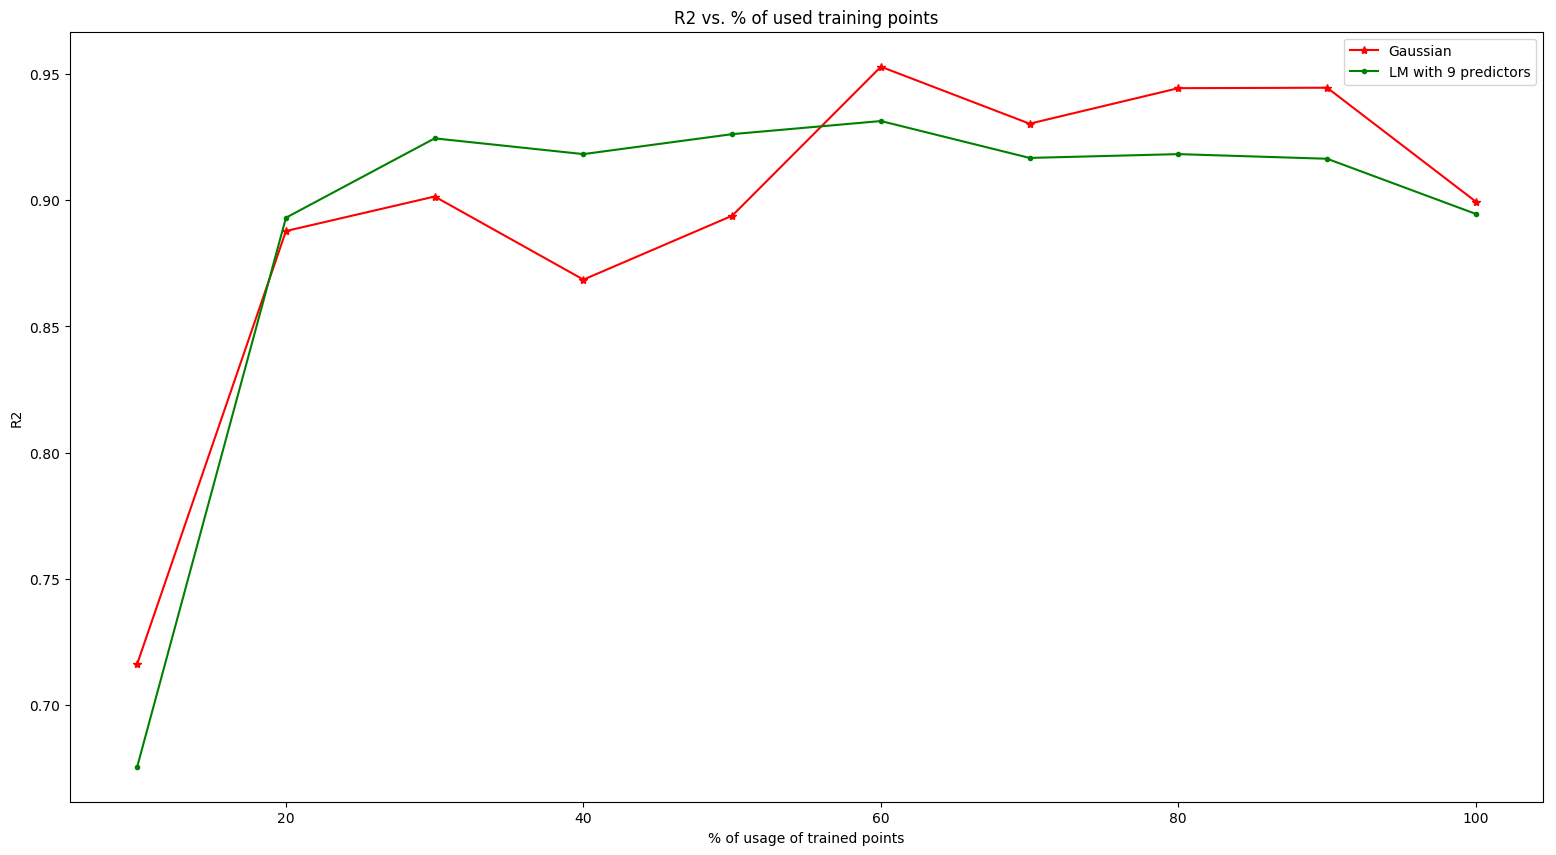 R2 vs. % of used training points
Gaussian
LM with 9 predictors
0.95
0.90
0.85
0.80
0.75
0.70
R2
20
40
60
80
100
% of usage of trained points